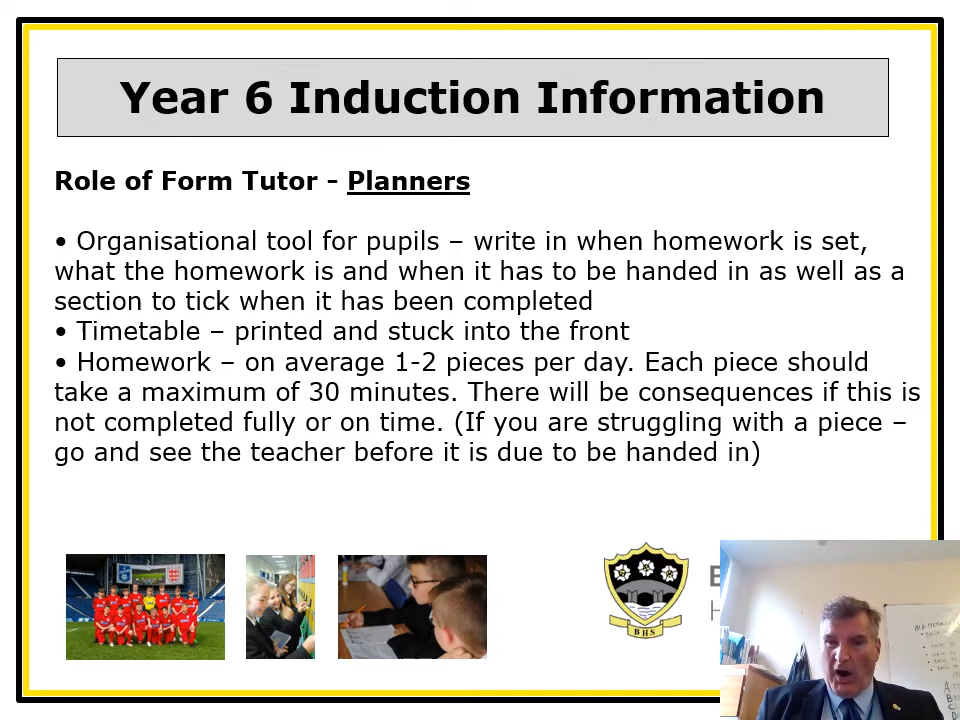 Year 6 Induction Information
Role of Form Tutor – Planners
• Organisational tool for pupils – write in when homework is set,
what the homework is and when it has to be handed in as well as a
section to tick when it has been completed
• Timetable – printed and stuck into the front
• Homework – on average 1-2 pieces per day. Each piece should
take a maximum of 30 minutes. There will be consequences if this is
not completed fully or on time. (If you are struggling with a piece –
go and see the teacher before it is due to be handed in)
BHS